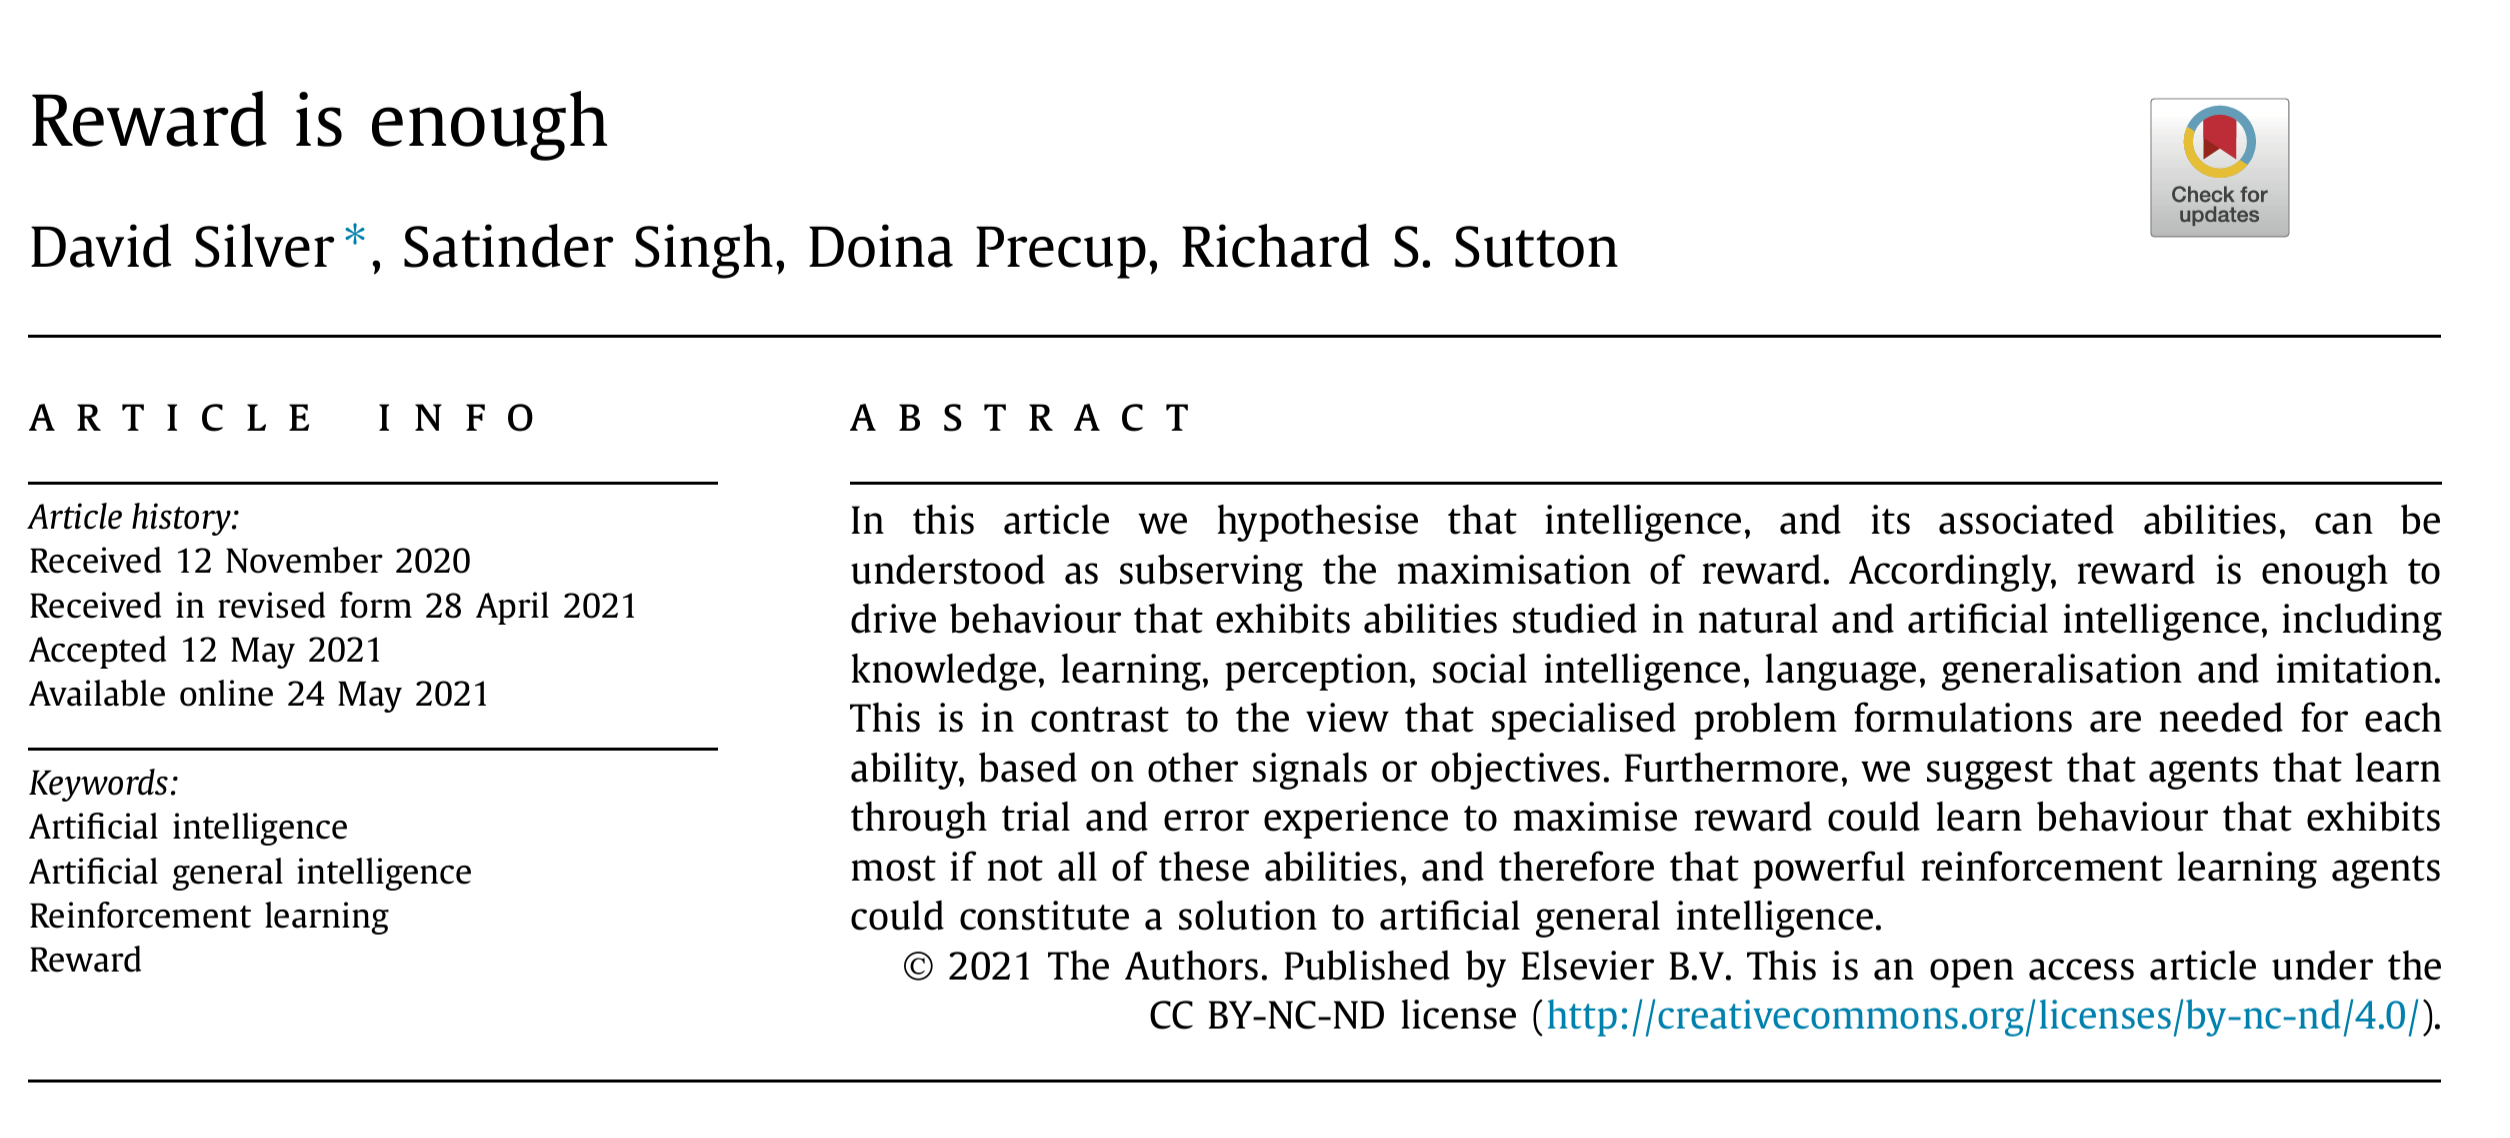 Reward is enough
Check for
updates
David Silver*, Satinder Singh, Doina Precup, Richard S. Sutton
ARTICLE INFO
Article history:
Received 12 November 2020
Received in revised form 28 April 2021
Accepted 12 May 2021
Available online 24 May 2021
Keywords:
Artificial intelligence
Artificial general intelligence
Reinforcement learning
Reward
ABSTRACT
In this article we hypothesise that intelligence, and its associated abilities, can be
understood as subserving the maximisation of reward. Accordingly, reward is enough to
drive behaviour that exhibits abilities studied in natural and artificial intelligence, including
knowledge, learning, perception, social intelligence, language, generalisation and imitation.
This is in contrast to the view that specialised problem formulations are needed for each
ability, based on other signals or objectives. Furthermore, we suggest that agents that learn
through trial and error experience to maximise reward could learn behaviour that exhibits
most if not all of these abilities, and therefore that powerful reinforcement learning agents
could constitute a solution to artificial general intelligence.
© 2021 The Authors. Published by Elsevier B.V. This is an open access article under the
CC BY-NC-ND license (http://creativecommons.org/licenses/by-nc-nd/4.0/).